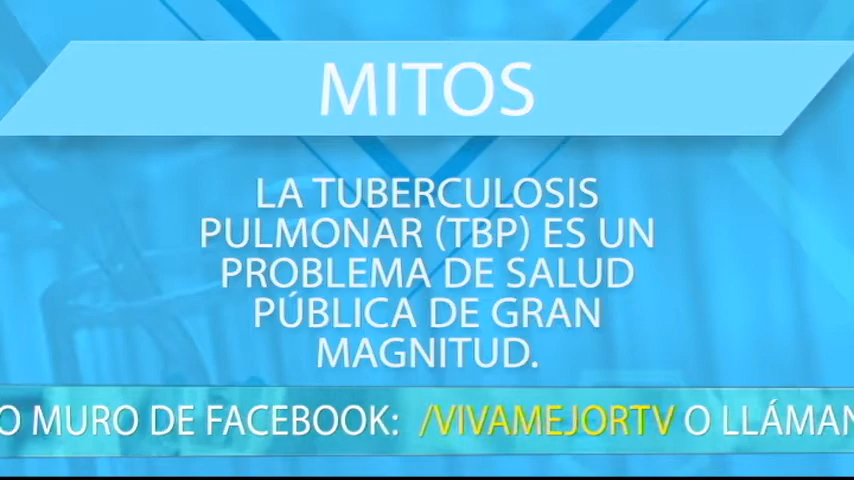 MITOS
LA TUBERCULOSIS
PULMONAR (TBP) ES UN
PROBLEMA DE SALUD
PÚBLICA DE GRAN
MAGNITUD.
O MURO DE FACEBOOK: /VIVAMEJORTV O LLÁMAN